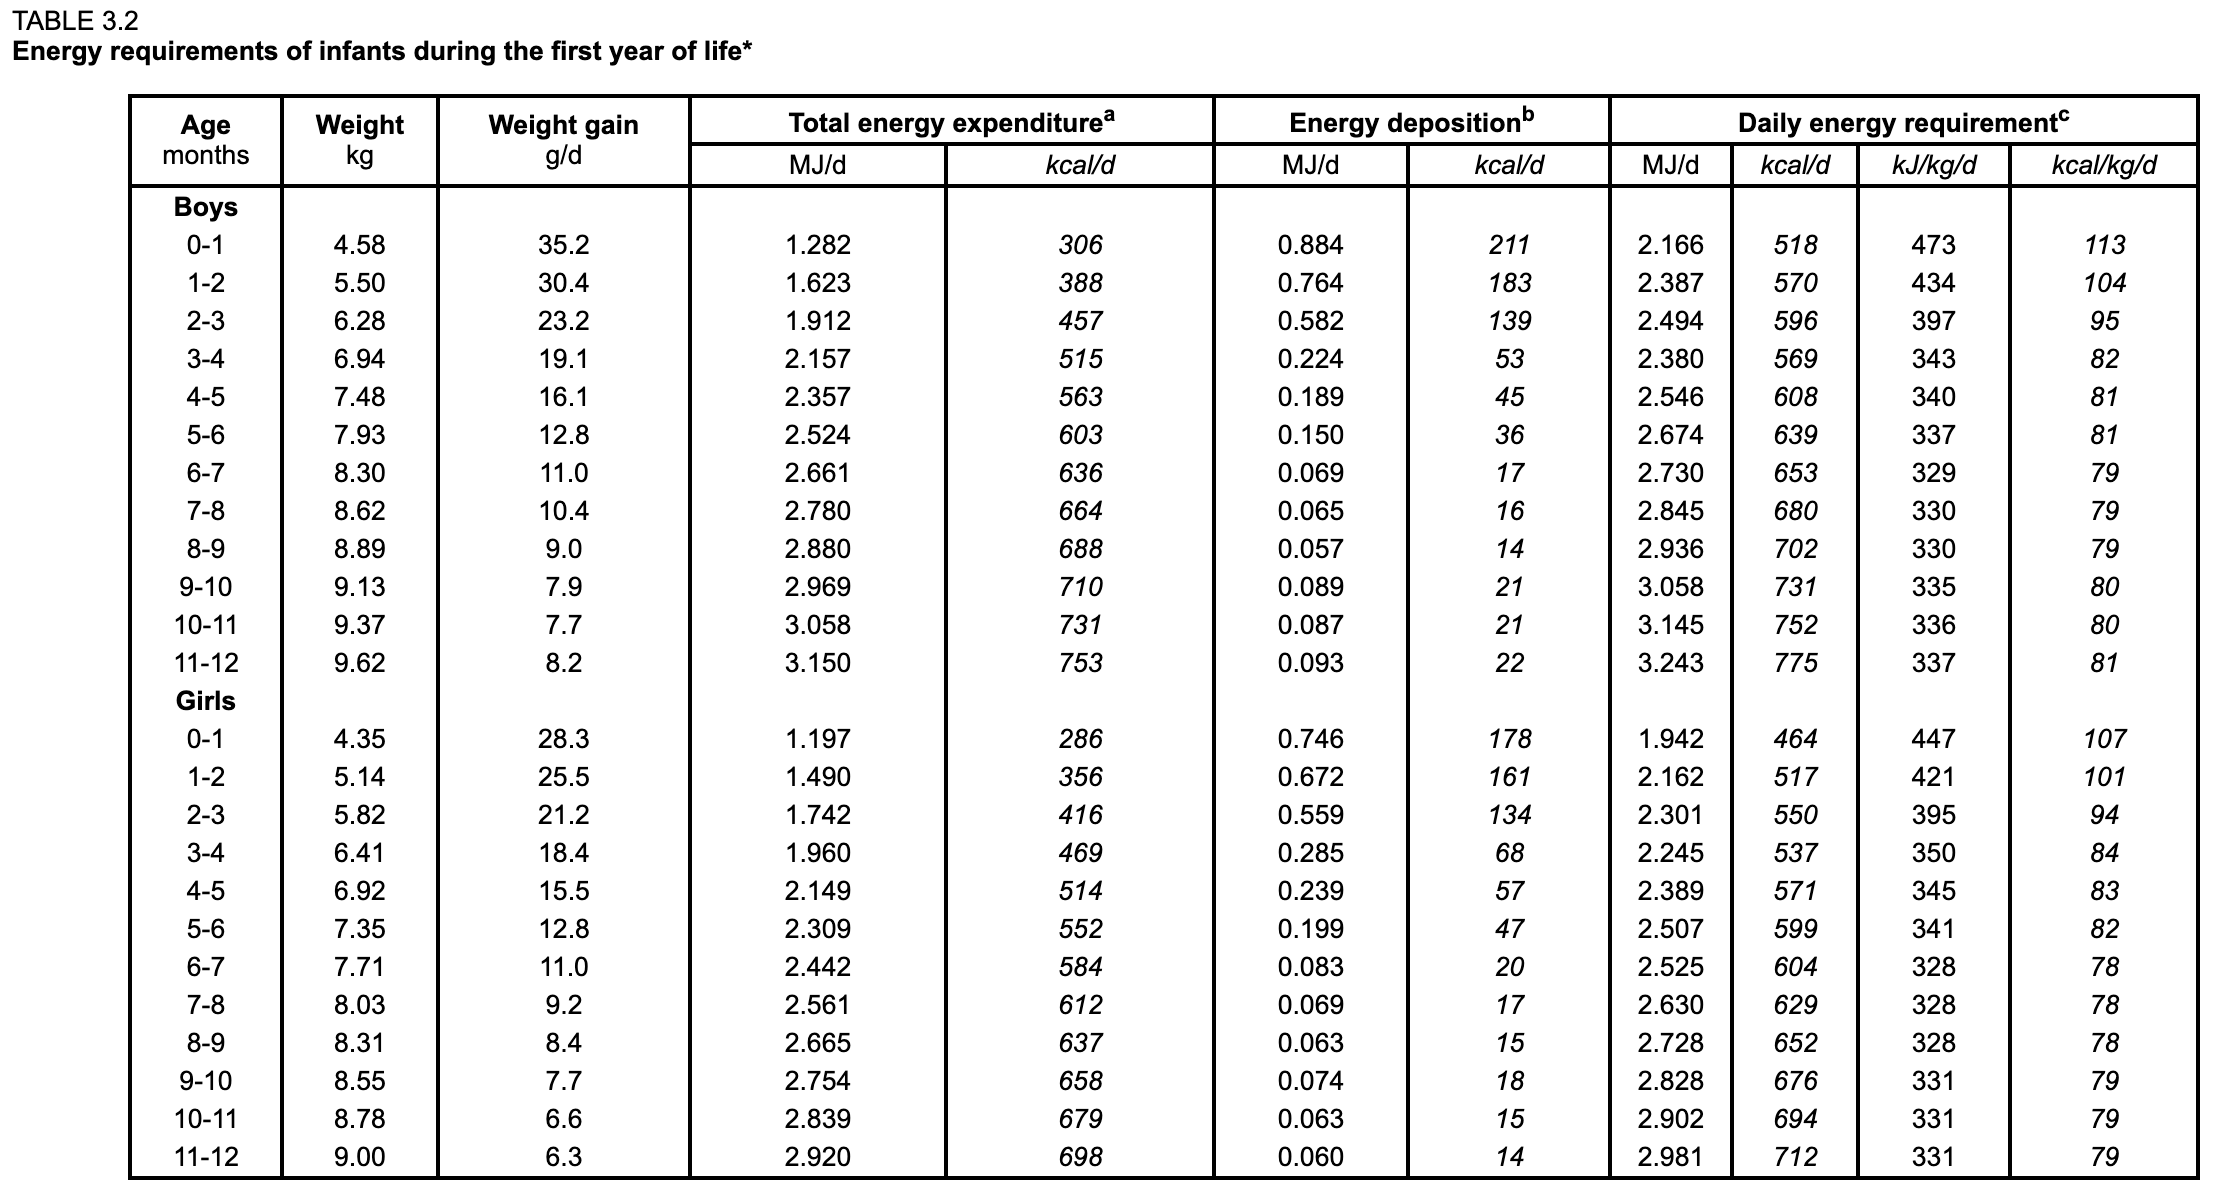 TABLE 3.2
Energy requirements of infants during the first year of life*
Age Weight Weight gain Total energy expenditurea Energy depositionb Daily energy requirementc
months kg g/d MJ/d kcal/d MJ/d kcal/d MJ/d kcal/d kJ/kg/d kcal/kg/d
Boys
0-1 4.58 35.2 1.282 306 0.884 211 2.166 518 473 113
1-2 5.50 30.4 1.623 388 0.764 183 2.387 570 434 104
2-3 6.28 23.2 1.912 457 0.582 139 2.494 596 397 95
3-4 6.94 19.1 2.157 515 0.224 53 2.380 569 343 82
4-5 7.48 16.1 2.357 563 0.189 45 2.546 608 340 81
5-6 7.93 12.8 2.524 603 0.150 36 2.674 639 337 81
6-7 8.30 11.0 2.661 636 0.069 17 2.730 653 329 79
7-8 8.62 10.4 2.780 664 0.065 16 2.845 680 330 79
8-9 8.89 9.0 2.880 688 0.057 14 2.936 702 330 79
9-10 9.13 7.9 2.969 710 0.089 21 3.058 731 335 80
10-11 9.37 7.7 3.058 731 0.087 21 3.145 752 336 80
11-12 9.62 8.2 3.150 753 0.093 22 3.243 775 337 81
Girls
0-1 4.35 28.3 1.197 286 0.746 178 1.942 464 447 107
1-2 5.14 25.5 1.490 356 0.672 161 2.162 517 421 101
2-3 5.82 21.2 1.742 416 0.559 134 2.301 550 395 94
3-4 6.41 18.4 1.960 469 0.285 68 2.245 537 350 84
4-5 6.92 15.5 2.149 514 0.239 57 2.389 571 345 83
5-6 7.35 12.8 2.309 552 0.199 47 2.507 599 341 82
6-7 7.71 11.0 2.442 584 0.083 20 2.525 604 328 78
7-8 8.03 9.2 2.561 612 0.069 17 2.630 629 328 78
8-9 8.31 8.4 2.665 637 0.063 15 2.728 652 328 78
9-10 8.55 7.7 2.754 658 0.074 18 2.828 676 331 79
10-11 8.78 6.6 2.839 679 0.063 15 2.902 694 331 79
11-12 9.00 6.3 2.920 698 0.060 14 2.981 712 331 79